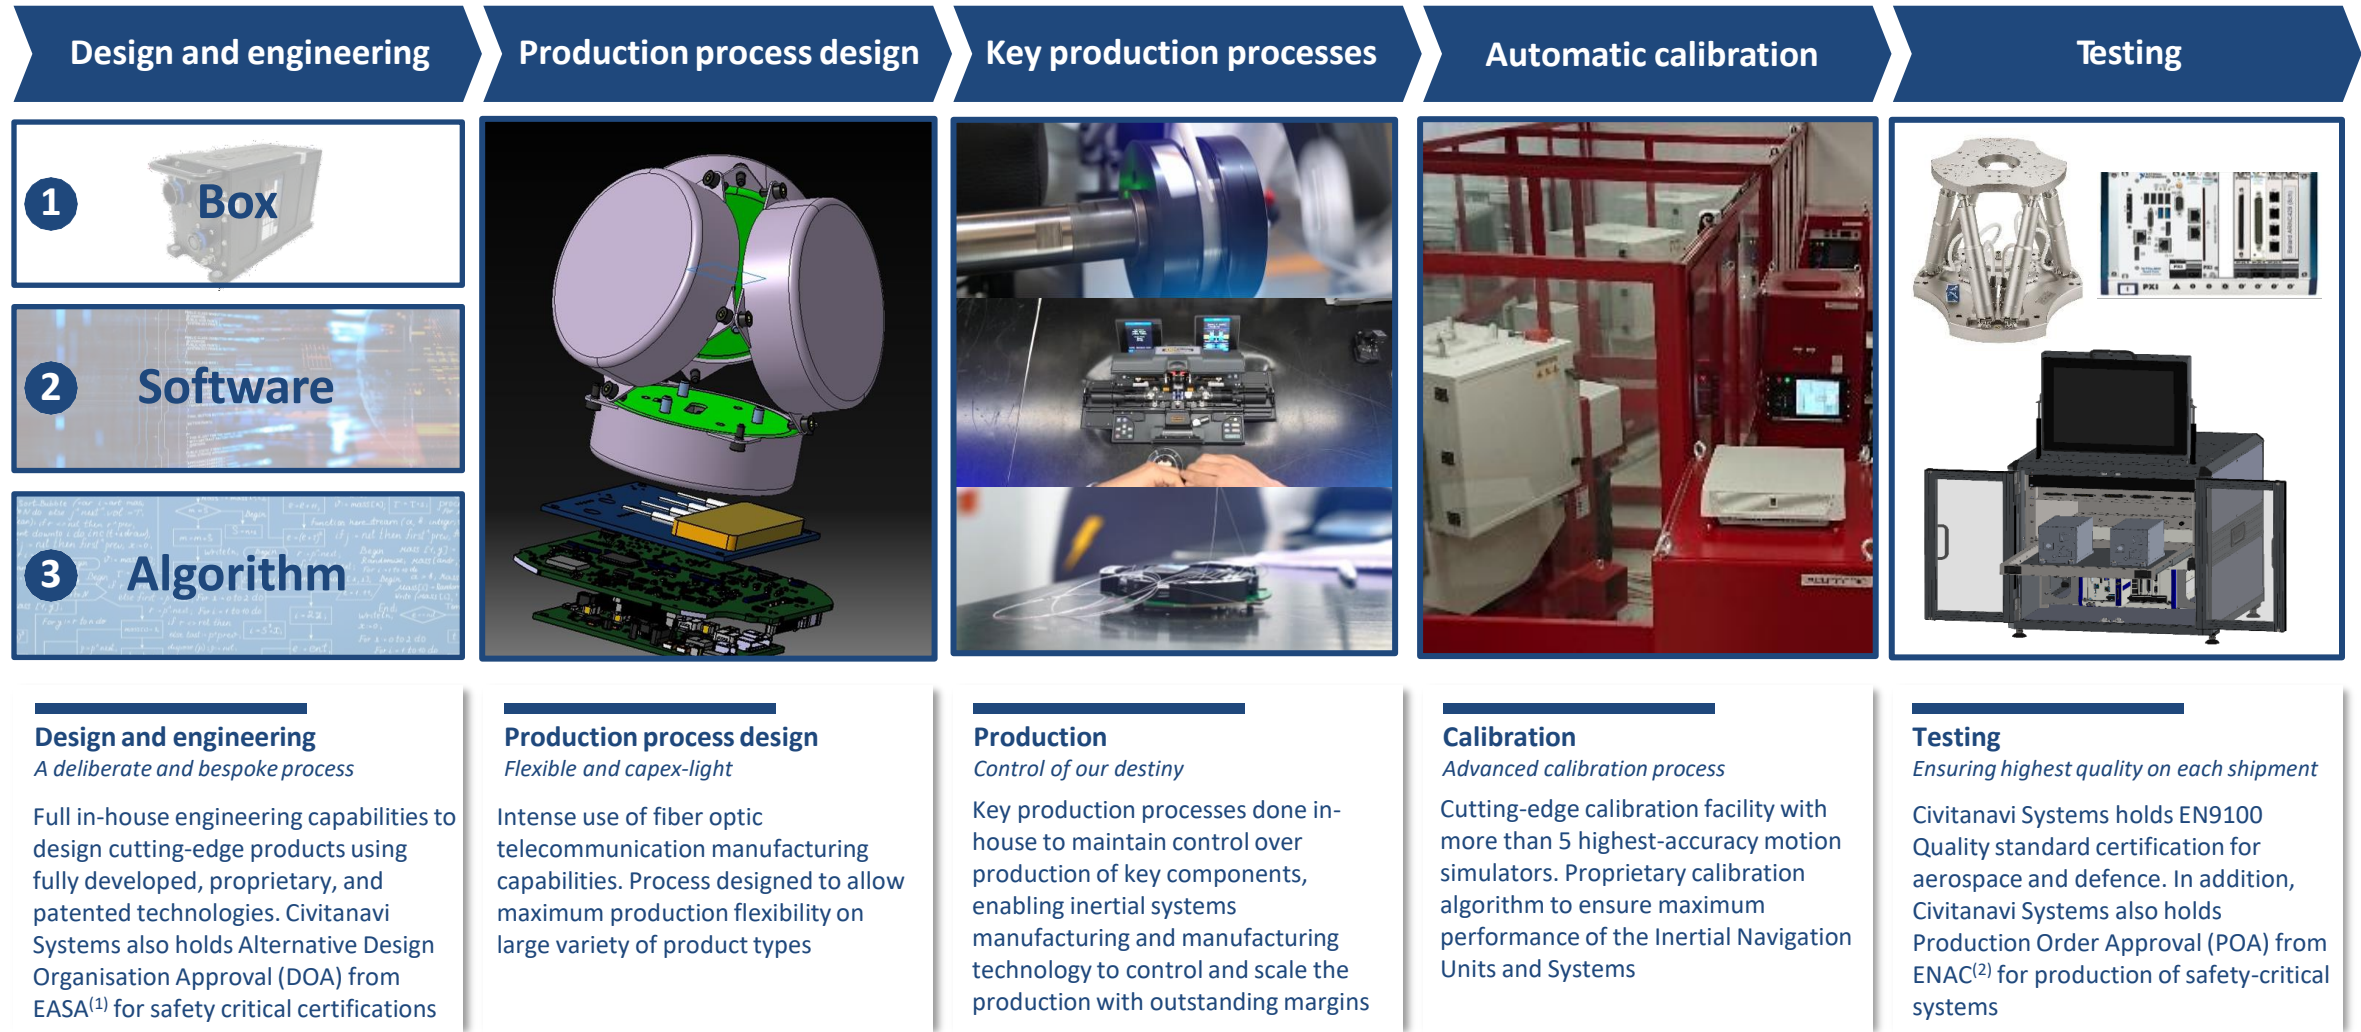 Design and engineering
Production process design
Key production processes
Automatic calibration
Testing
1
Box
2
Software
3
Algorithm
PXI
Design and engineering
A deliberate and bespoke process
Full in-house engineering capabilities to
design cutting-edge products using
fully developed, proprietary, and
patented technologies. Civitanavi
Systems also holds Alternative Design
Organisation Approval (DOA) from
EASA(1) for safety critical certifications
Production process design
Flexible and capex-light
Intense use of fiber optic
telecommunication manufacturing
capabilities. Process designed to allow
maximum production flexibility on
large variety of product types
Production
Control of our destiny
Key production processes done in-
house to maintain control over
production of key components,
enabling inertial systems
manufacturing and manufacturing
technology to control and scale the
production with outstanding margins
Calibration
Advanced calibration process
Cutting-edge calibration facility with
more than 5 highest-accuracy motion
simulators. Proprietary calibration
algorithm to ensure maximum
performance of the Inertial Navigation
Units and Systems
Testing
Ensuring highest quality on each shipment
Civitanavi Systems holds EN9100
Quality standard certification for
aerospace and defence. In addition,
Civitanavi Systems also holds
Production Order Approval (POA) from
ENAC(2) for production of safety-critical
systems